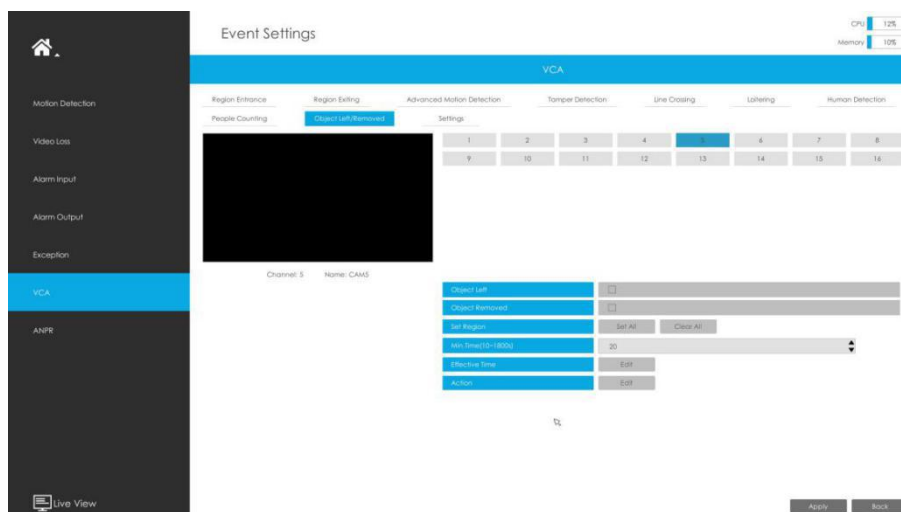 Event Settings
CPU 12%
Memory 10%
VCA
Motion Detection
Video Loss
Alarm Input
Alarm Output
Exception
VCA
ANPR
Live View
Region Entrance Region Exiting Advanced Motion Detection Tamper Detection Line Crossing Loitering Human Detection
People Counting Object Left/Removed Settings
1 2 3 4 5 6 7 8
9 10 11 12 13 14 15 16
Channel: 5 Name: CAM5
Object Left
Object Removed
Set Region Set All Clear All
Min.Time(10~1800s) 20
Effective Time Edit
Action Edit
Apply Back